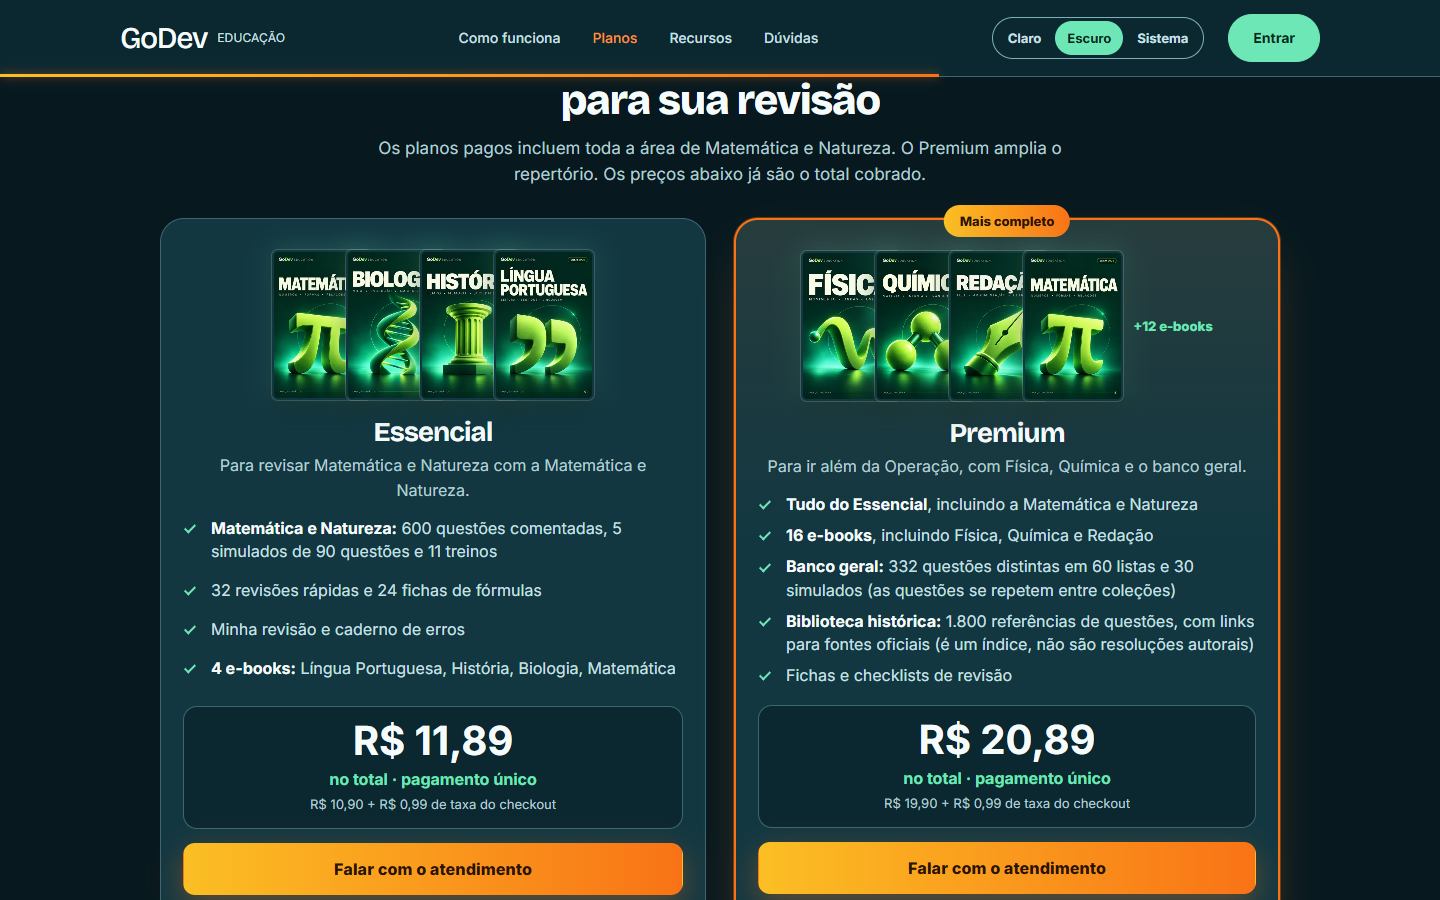 GoDev EDUCAÇÃO
Como funciona
Planos
Recursos
Dúvidas
Claro
Escuro
Sistema
Entrar
para sua revisão
Os planos pagos incluem toda a área de Matemática e Natureza. O Premium amplia o
repertório. Os preços abaixo já são o total cobrado.
MATEMÁT
BIOLOG
HISTÓR
LÍNGUA
PORTUGUESA
Essencial
Para revisar Matemática e Natureza com a Matemática e
Natureza.
Matemática e Natureza: 600 questões comentadas, 5
simulados de 90 questões e 11 treinos
32 revisões rápidas e 24 fichas de fórmulas
Minha revisão e caderno de erros
4 e-books: Língua Portuguesa, História, Biologia, Matemática
R$ 11,89
no total · pagamento único
R$ 10,90 + R$ 0,99 de taxa do checkout
Falar com o atendimento
Mais completo
FÍSIC
QUÍMIC
REDAÇÃ
MATEMÁTICA
+12 e-books
Premium
Para ir além da Operação, com Física, Química e o banco geral.
Tudo do Essencial, incluindo a Matemática e Natureza
16 e-books, incluindo Física, Química e Redação
Banco geral: 332 questões distintas em 60 listas e 30
simulados (as questões se repetem entre coleções)
Biblioteca histórica: 1.800 referências de questões, com links
para fontes oficiais (é um índice, não são resoluções autorais)
Fichas e checklists de revisão
R$ 20,89
no total · pagamento único
R$ 19,90 + R$ 0,99 de taxa do checkout
Falar com o atendimento